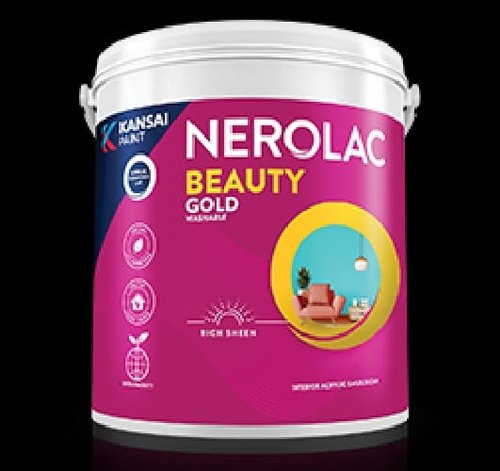 KANSAI
PAINT
NEROLAC
BEAUTY
GOLD
WASHABLE
RICH SHEEN
INTERIOR ACRYLIC EMULSION